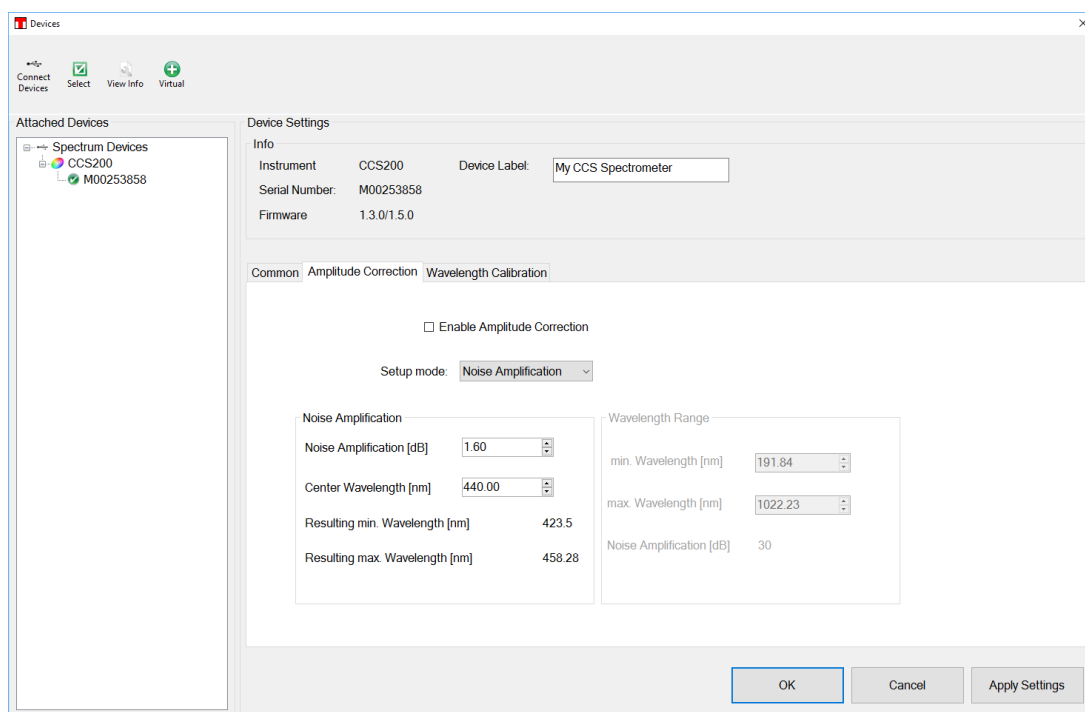 Devices
Connect Devices
Select
View Info
Virtual
Attached Devices
Spectrum Devices
CCS200
M00253858
Device Settings
Info
Instrument CCS200 Device Label: My CCS Spectrometer
Serial Number: M00253858
Firmware 1.3.0/1.5.0
Common Amplitude Correction Wavelength Calibration
Enable Amplitude Correction
Setup mode: Noise Amplification
Noise Amplification
Noise Amplification [dB] 1.60
Center Wavelength [nm] 440.00
Resulting min. Wavelength [nm] 423.5
Resulting max. Wavelength [nm] 458.28
Wavelength Range
min. Wavelength [nm] 191.84
max. Wavelength [nm] 1022.23
Noise Amplification [dB] 30
OK Cancel Apply Settings